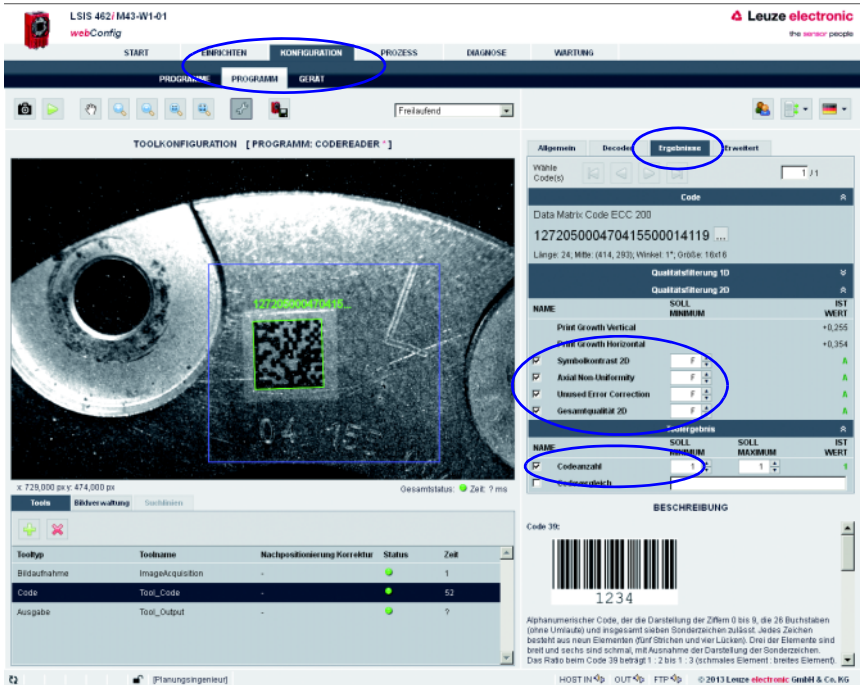 LSIS 462i M43-W1-01
webConfig
Leuze electronic
the sensor people
START EINRICHTEN KONFIGURATION PROZESS DIAGNOSE WARTUNG
PROGRAMME PROGRAMM GERÄT
Freilaufend
TOOLKONFIGURATION [ PROGRAMM: CODEREADER * ]
127205000470416...
x: 729,000 px y: 474,000 px
Gesamtstatus: Zeit: ? ms
Tools Bildverwaltung Suchlinien
Tooltyp Toolname Nachpositionierung Korrektur Status Zeit
Bildaufnahme ImageAcquisition - 1
Code Tool_Code - 52
Ausgabe Tool_Output - ?
Allgemein Decoder Ergebnisse Erweitert
Wähle
Code(s)
1 / 1
Code
Data Matrix Code ECC 200
127205000470415500014119 ...
Länge: 24; Mitte: (414, 293); Winkel: 1°; Größe: 16x16
Qualitätsfilterung 1D
Qualitätsfilterung 2D
NAME SOLL MINIMUM IST WERT
Print Growth Vertical +0,255
Print Growth Horizontal +0,354
Symbolkontrast 2D F A
Axial Non-Uniformity F A
Unused Error Correction F A
Gesamtqualität 2D F A
NAME SOLL MINIMUM SOLL MAXIMUM IST WERT
Codeanzahl 1 1 1
Codevergleich
BESCHREIBUNG
Code 39:
1234
Alphanumerischer Code, der die Darstellung der Ziffern 0 bis 9, die 26 Buchstaben
(ohne Umlaute) und insgesamt sieben Sonderzeichen zulässt. Jedes Zeichen
besteht aus neun Elementen (fünf Strichen und vier Lücken). Drei der Elemente sind
breit und sechs sind schmal, mit Ausnahme der Darstellung der Sonderzeichen.
Das Ratio beim Code 39 beträgt 1 : 2 bis 1 : 3 (schmales Element : breites Element).
[Planungsingenieur]
HOST IN OUT FTP © 2013 Leuze electronic GmbH & Co. KG